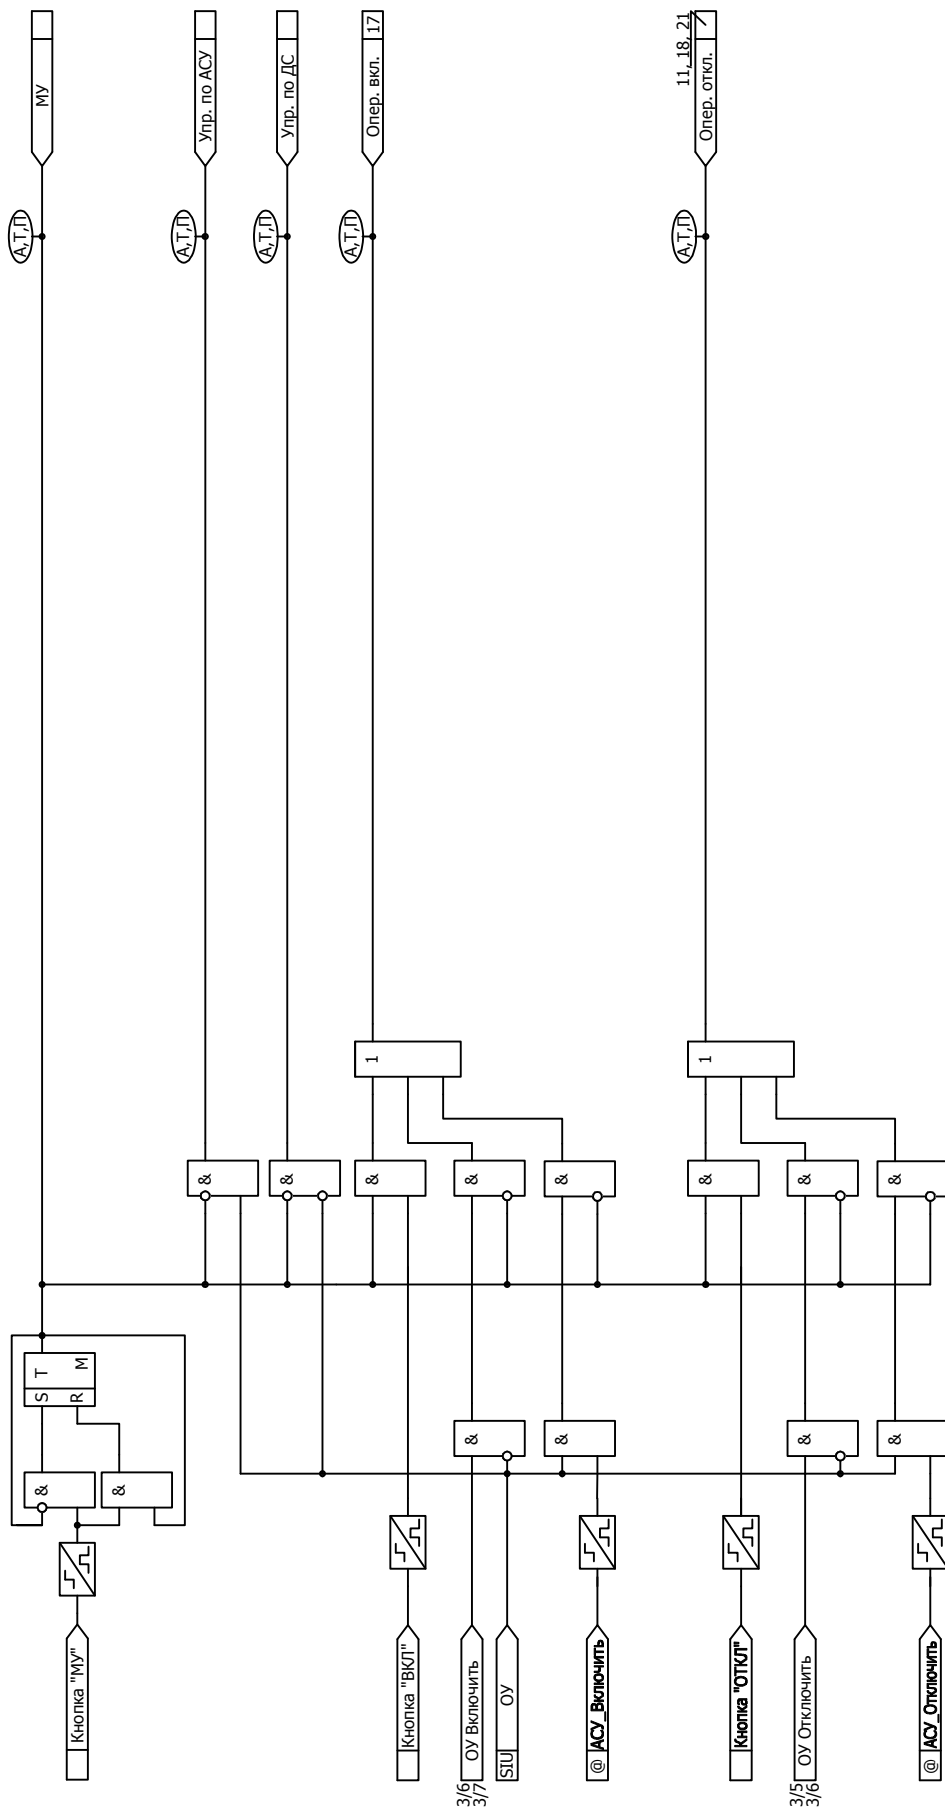 МУ
Упр. по АСУ
Упр. по ДС
Опер. вкл. 17
11, 18, 21
Опер. откл.
А,Т,П
А,Т,П
А,Т,П
А,Т,П
А,Т,П
1
1
&
&
&
&
&
&
&
&
S T
R M
&
&
&
&
&
&
Кнопка "МУ"
Кнопка "ВКЛ"
3/6
3/7
ОУ Включить
SIU ОУ
@ АСУ_Включить
Кнопка "ОТКЛ"
3/5
3/6
ОУ Отключить
@ АСУ_Отключить